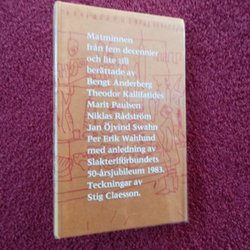 Matminnen
från fem decennier
och lite till
berättade av
Bengt Anderberg
Theodor Kallifatides
Marit Paulsen
Niklas Rådström
Jan Öjvind Swahn
Per Erik Wahlund
med anledning av
Slakteriförbundets
50-årsjubileum 1983.
Teckningar av
Stig Claesson.